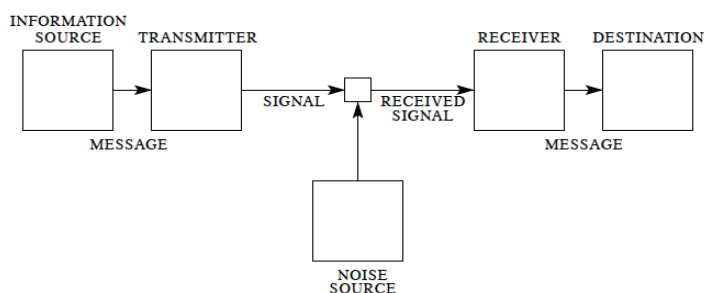 INFORMATION
SOURCE
TRANSMITTER
RECEIVER
DESTINATION
SIGNAL
RECEIVED
SIGNAL
MESSAGE
MESSAGE
NOISE
SOURCE